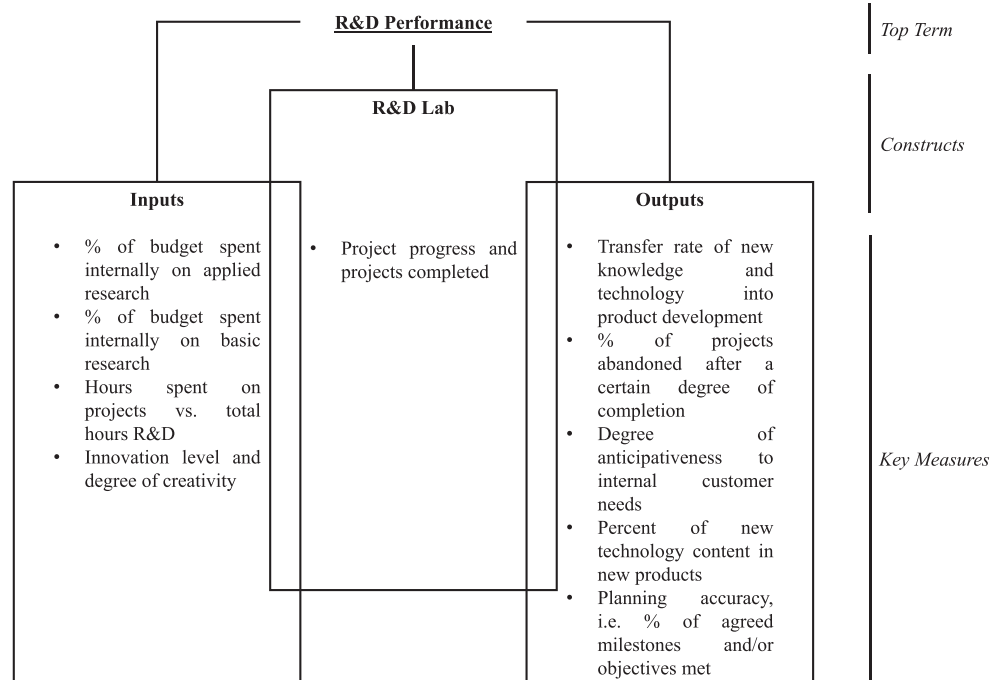 R&D Performance
Top Term
R&D Lab
Constructs
Inputs
• % of budget spent
internally on applied
research
• % of budget spent
internally on basic
research
• Hours spent on
projects vs. total
hours R&D
• Innovation level and
degree of creativity
• Project progress and
projects completed
Outputs
• Transfer rate of new
knowledge and
technology into
product development
• % of projects
abandoned after a
certain degree of
completion
• Degree of
anticipativeness to
internal customer
needs
• Percent of new
technology content in
new products
• Planning accuracy,
i.e. % of agreed
milestones and/or
objectives met
Key Measures